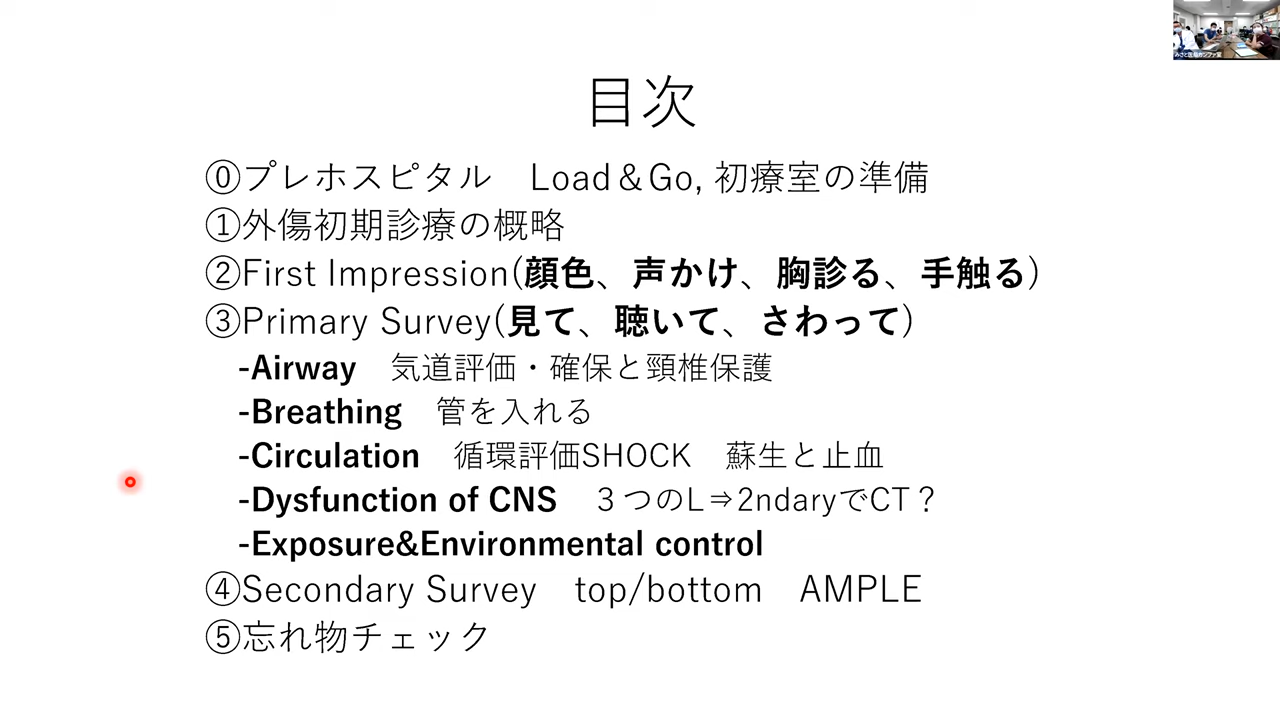 目次
⓪プレホスピタル　Load＆Go, 初療室の準備
①外傷初期診療の概略
②First Impression(顔色、声かけ、胸診る、手触る)
③Primary Survey(見て、聴いて、さわって)
-Airway　気道評価・確保と頸椎保護
-Breathing　管を入れる
-Circulation　循環評価SHOCK　蘇生と止血
-Dysfunction of CNS　３つのL⇒2ndaryでCT？
-Exposure&Environmental control
④Secondary Survey　top/bottom　AMPLE
⑤忘れ物チェック